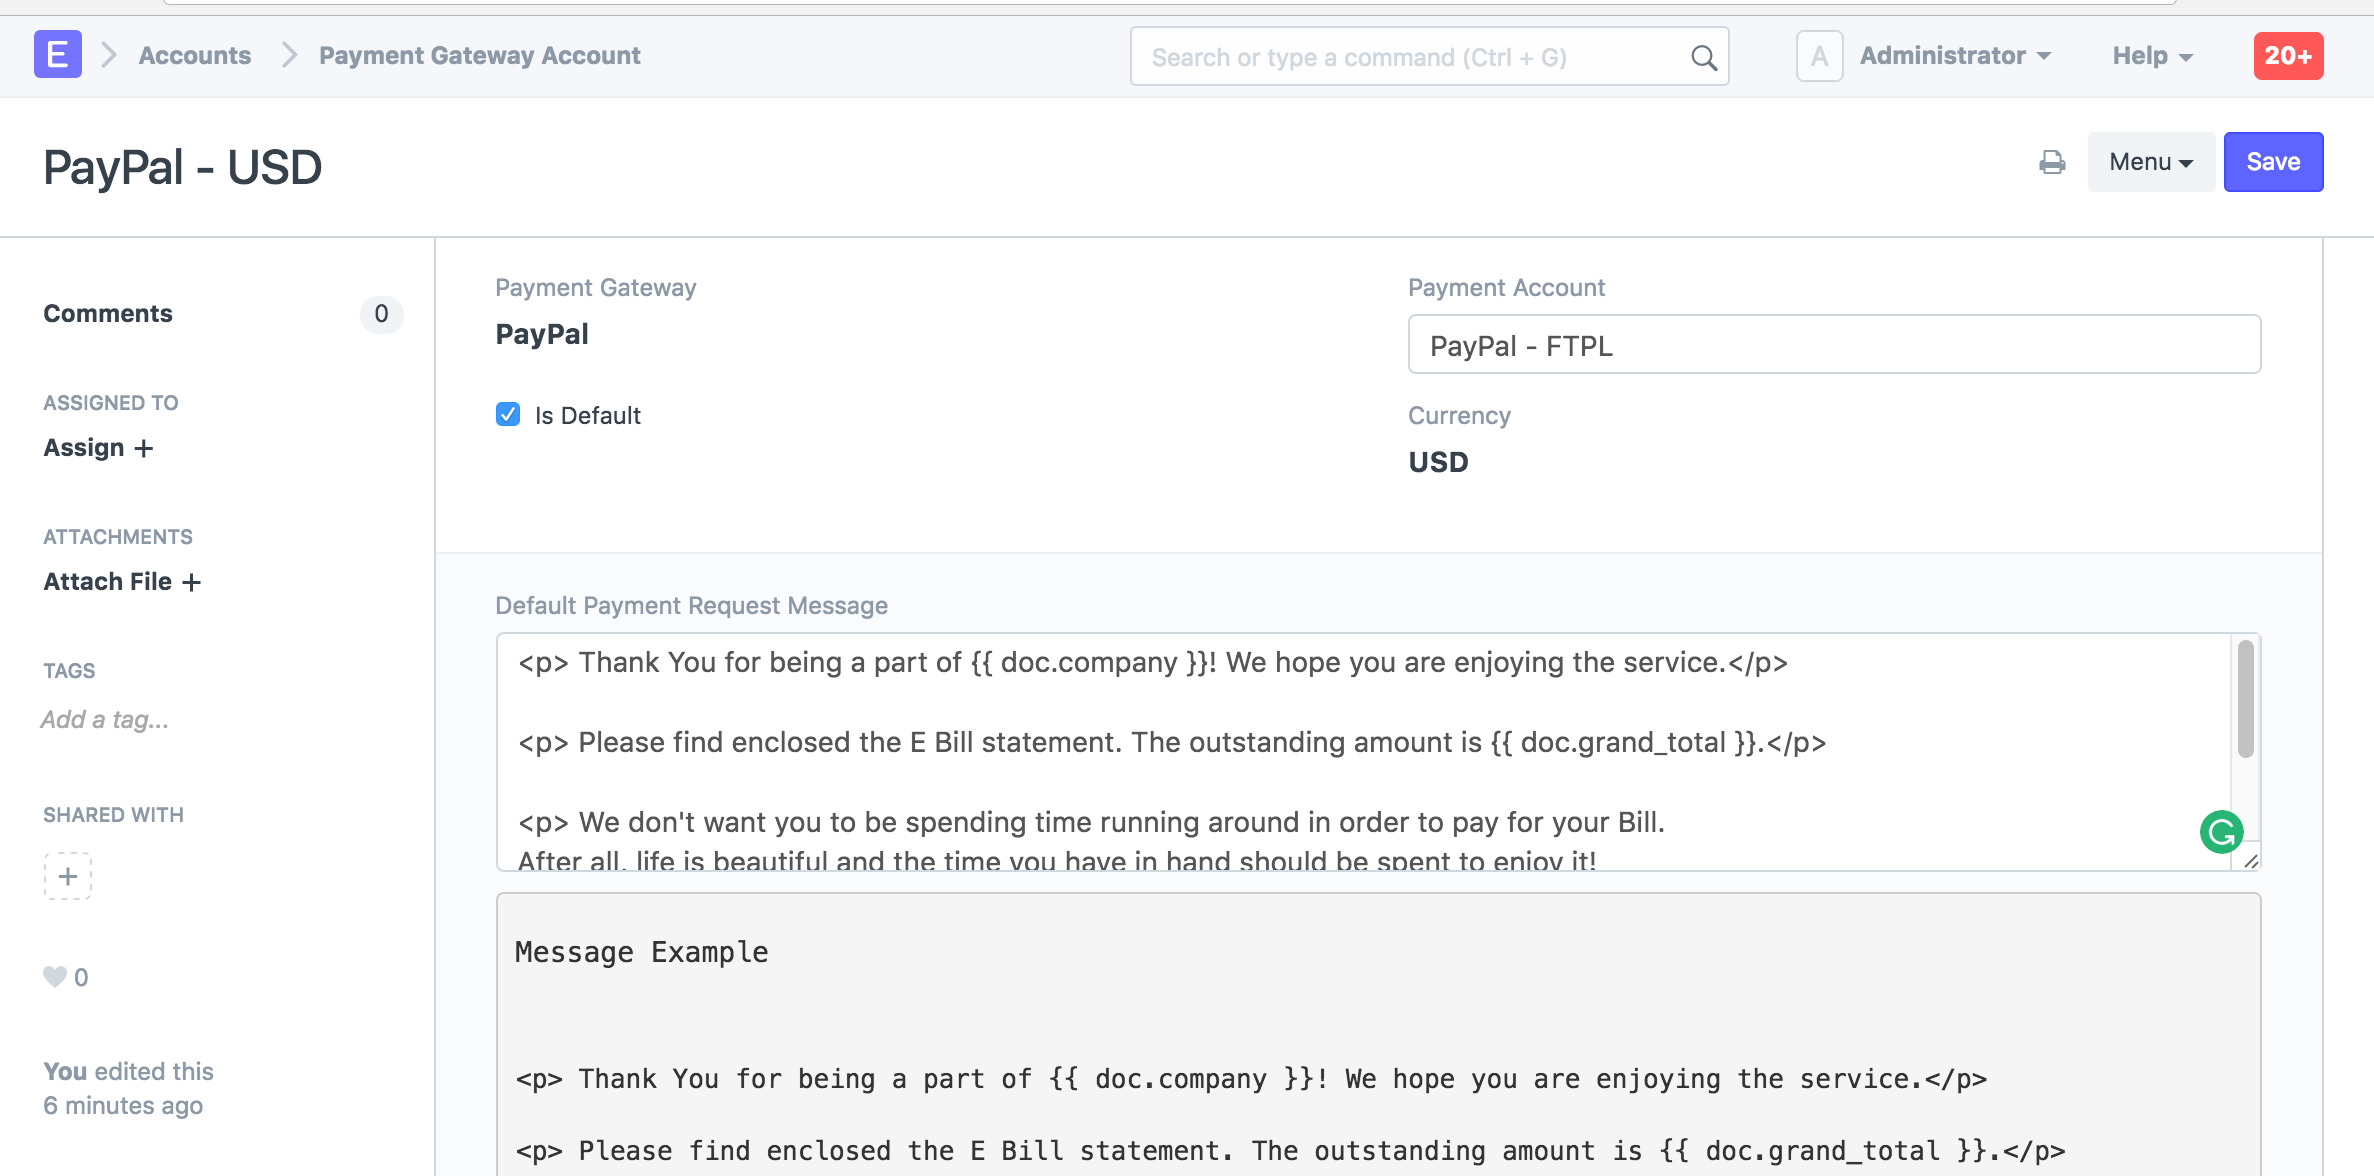 E Accounts Payment Gateway Account Search or type a command (Ctrl + G) A Administrator Help 20+
PayPal - USD Menu Save
Comments 0
ASSIGNED TO
Assign +
ATTACHMENTS
Attach File +
TAGS
Add a tag...
SHARED WITH
+
0
You edited this
6 minutes ago
Payment Gateway
PayPal
Is Default
Payment Account
PayPal - FTPL
Currency
USD
Default Payment Request Message
<p> Thank You for being a part of {{ doc.company }}! We hope you are enjoying the service.</p>
<p> Please find enclosed the E Bill statement. The outstanding amount is {{ doc.grand_total }}.</p>
<p> We don't want you to be spending time running around in order to pay for your Bill.
After all, life is beautiful and the time you have in hand should be spent to enjoy it!
Message Example
<p> Thank You for being a part of {{ doc.company }}! We hope you are enjoying the service.</p>
<p> Please find enclosed the E Bill statement. The outstanding amount is {{ doc.grand_total }}.</p>